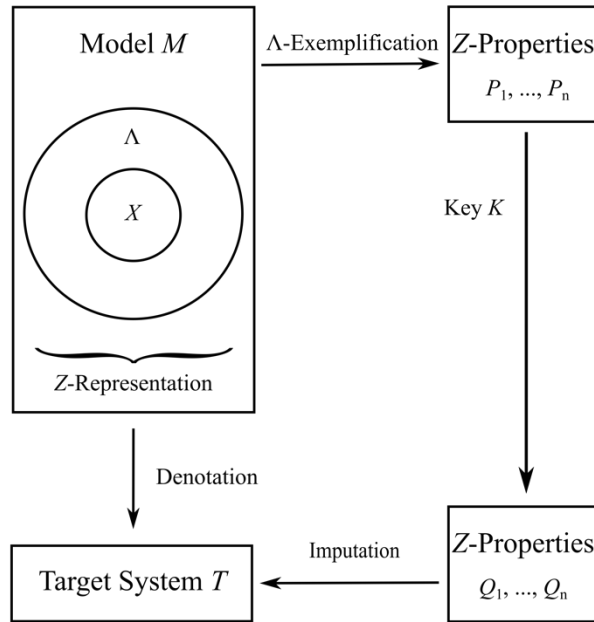 Model M
Λ-Exemplification
Z-Properties
P₁, ..., Pₙ
Λ
X
Key K
Z-Representation
Denotation
Z-Properties
Q₁, ..., Qₙ
Imputation
Target System T